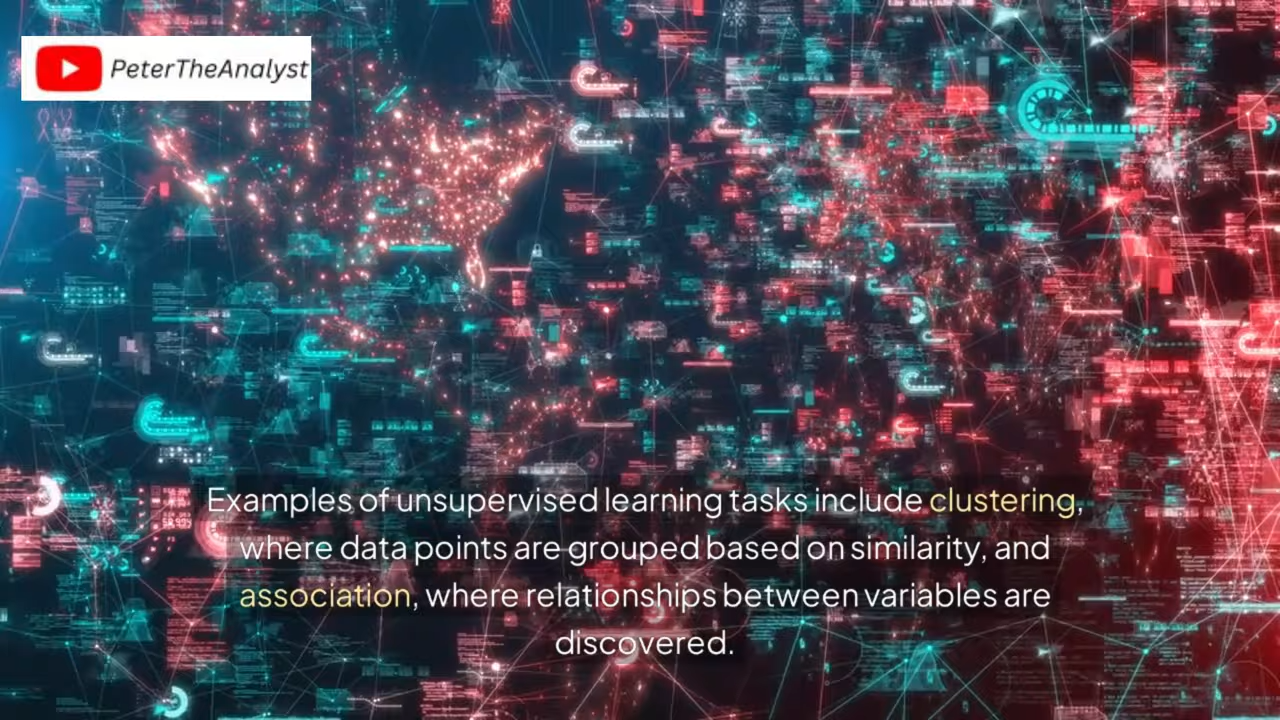 PeterTheAnalyst
Examples of unsupervised learning tasks include clustering,
where data points are grouped based on similarity, and
association, where relationships between variables are
discovered.